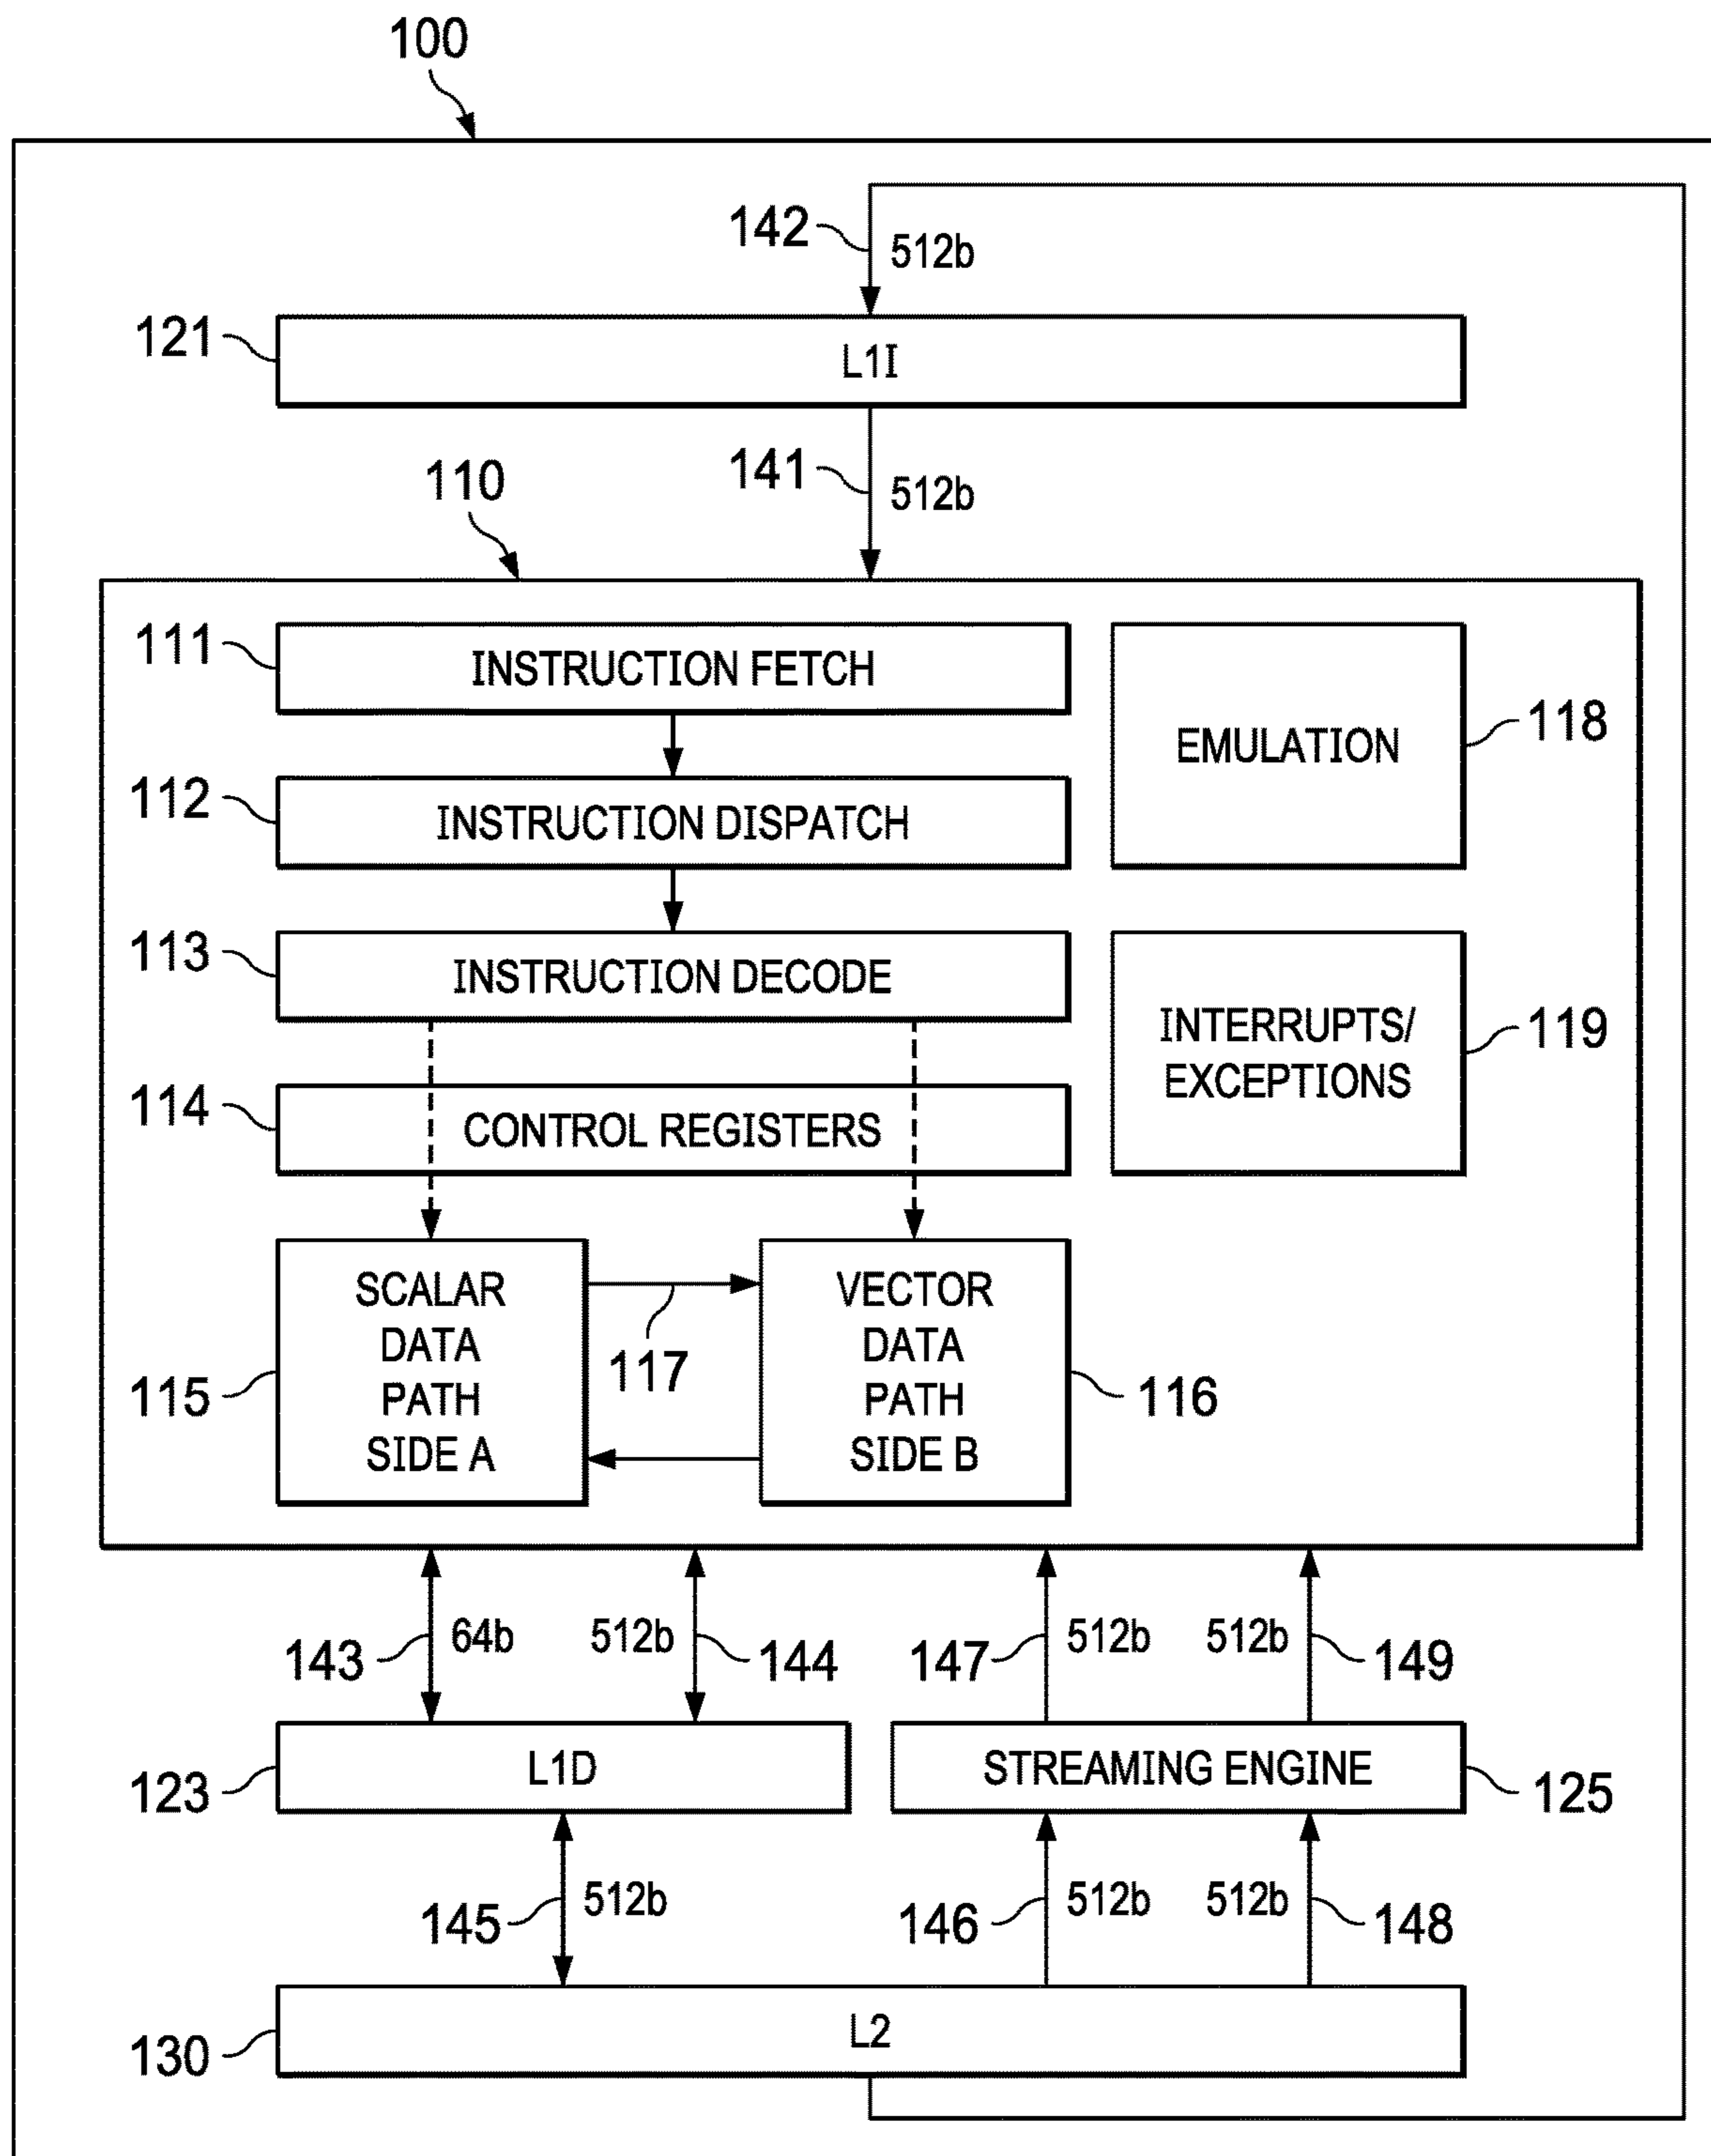 100
142
512b
121
L1I
141
512b
110
111
INSTRUCTION FETCH
118
EMULATION
112
INSTRUCTION DISPATCH
113
INSTRUCTION DECODE
119
INTERRUPTS/
EXCEPTIONS
114
CONTROL REGISTERS
115
SCALAR
DATA
PATH
SIDE A
117
VECTOR
DATA
PATH
SIDE B
116
143
64b
512b
144
147
512b
512b
149
123
L1D
STREAMING ENGINE
125
145
512b
146
512b
512b
148
130
L2